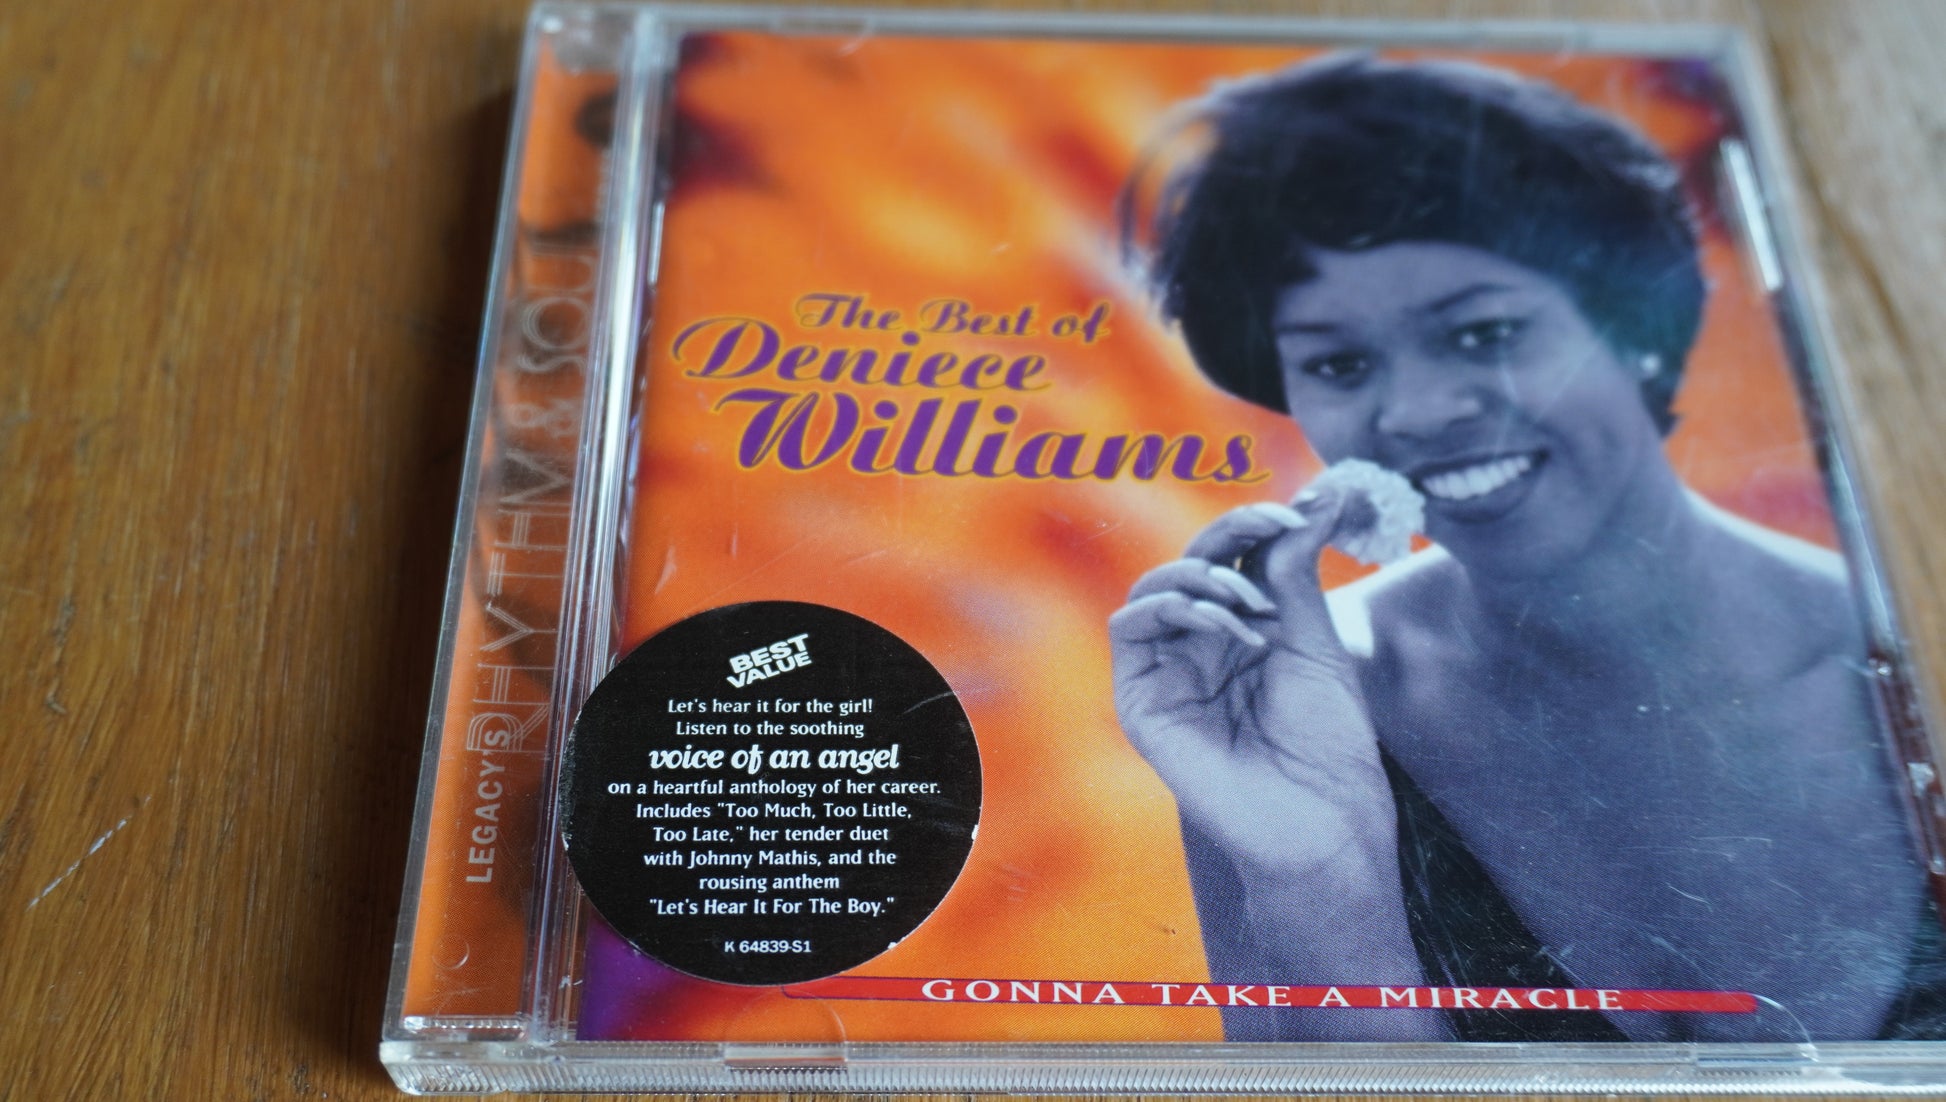 LEGACY'S RHYTHM & SOUL
The Best of
Deniece
Williams
BEST
VALUE
Let's hear it for the girl!
Listen to the soothing
voice of an angel
on a heartful anthology of her career.
Includes "Too Much, Too Little,
Too Late," her tender duet
with Johnny Mathis, and the
rousing anthem
"Let's Hear It For The Boy."
K 64839-S1
GONNA TAKE A MIRACLE